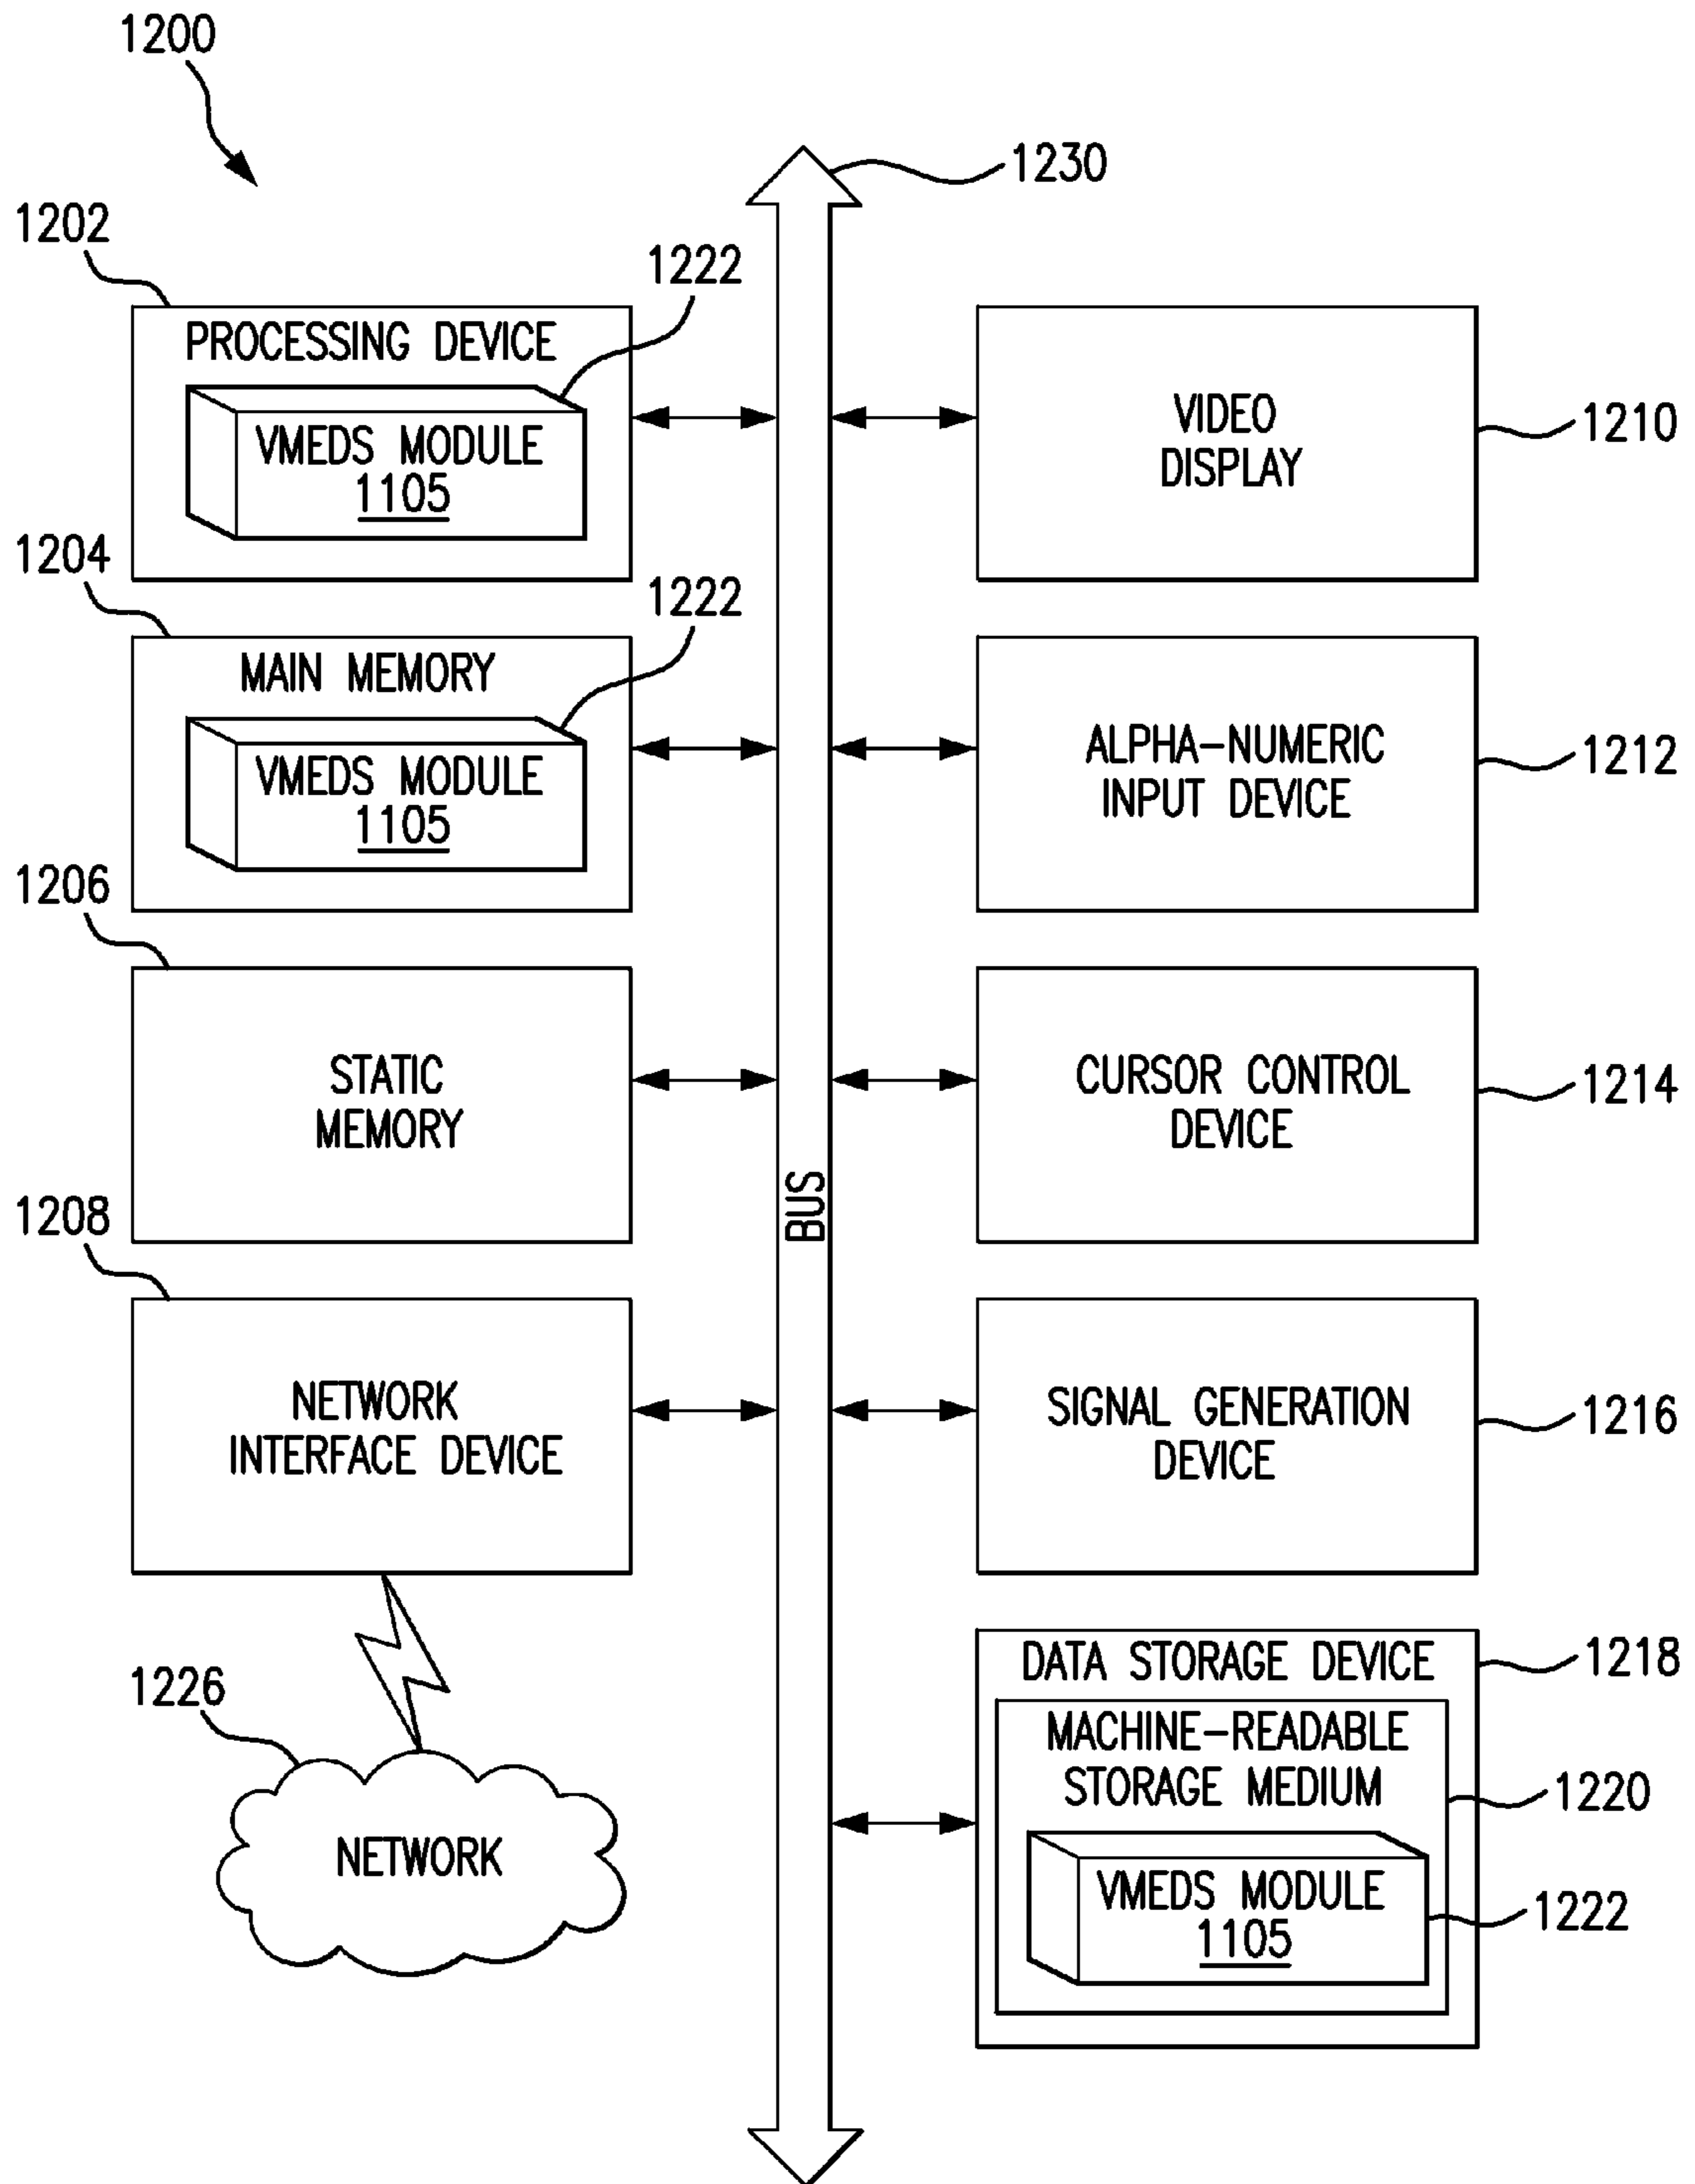 1200
1230
1202
1222
PROCESSING DEVICE
VMEDS MODULE
1105
VIDEO
DISPLAY
1210
1204
1222
MAIN MEMORY
VMEDS MODULE
1105
ALPHA-NUMERIC
INPUT DEVICE
1212
1206
STATIC
MEMORY
CURSOR CONTROL
DEVICE
1214
BUS
1208
NETWORK
INTERFACE DEVICE
SIGNAL GENERATION
DEVICE
1216
1226
NETWORK
DATA STORAGE DEVICE
1218
MACHINE-READABLE
STORAGE MEDIUM
1220
VMEDS MODULE
1105
1222